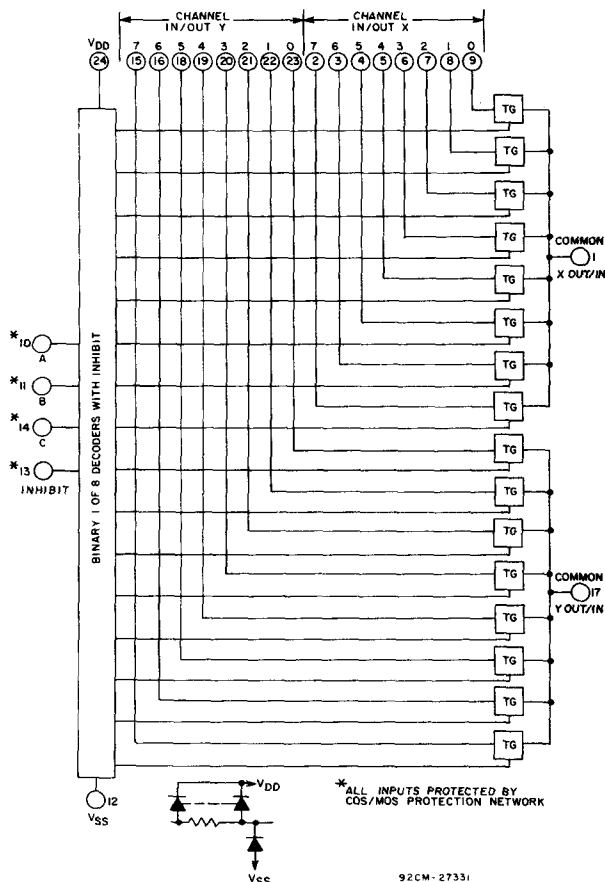 CHANNEL
IN/OUT Y
CHANNEL
IN/OUT X
VDD
7 6 5 4 3 2 1 0 7 6 5 4 3 2 1 0
24 15 16 18 19 20 21 22 23 2 3 5 4 6 7 8 9
TG
TG
TG
TG
COMMON
1
X OUT/IN
TG
TG
TG
TG
*10
A
*11
B
*14
C
*13
INHIBIT
BINARY 1 OF 8 DECODERS WITH INHIBIT
TG
TG
TG
TG
COMMON
17
Y OUT/IN
TG
TG
TG
TG
12
VSS
VDD
VSS
*ALL INPUTS PROTECTED BY
COS/MOS PROTECTION NETWORK
92CM-27331